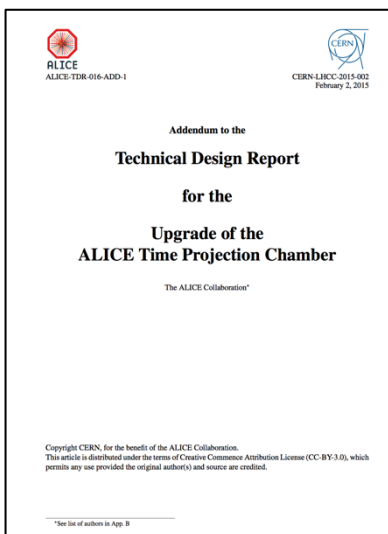 ALICE
CERN
ALICE-TDR-016-ADD-1
CERN-LHCC-2015-002
February 2, 2015
Addendum to the
Technical Design Report
for the
Upgrade of the
ALICE Time Projection Chamber
The ALICE Collaboration*
Copyright CERN, for the benefit of the ALICE Collaboration.
This article is distributed under the terms of Creative Commence Attribution License (CC-BY-3.0), which
permits any use provided the original author(s) and source are credited.
*See list of authors in App. B